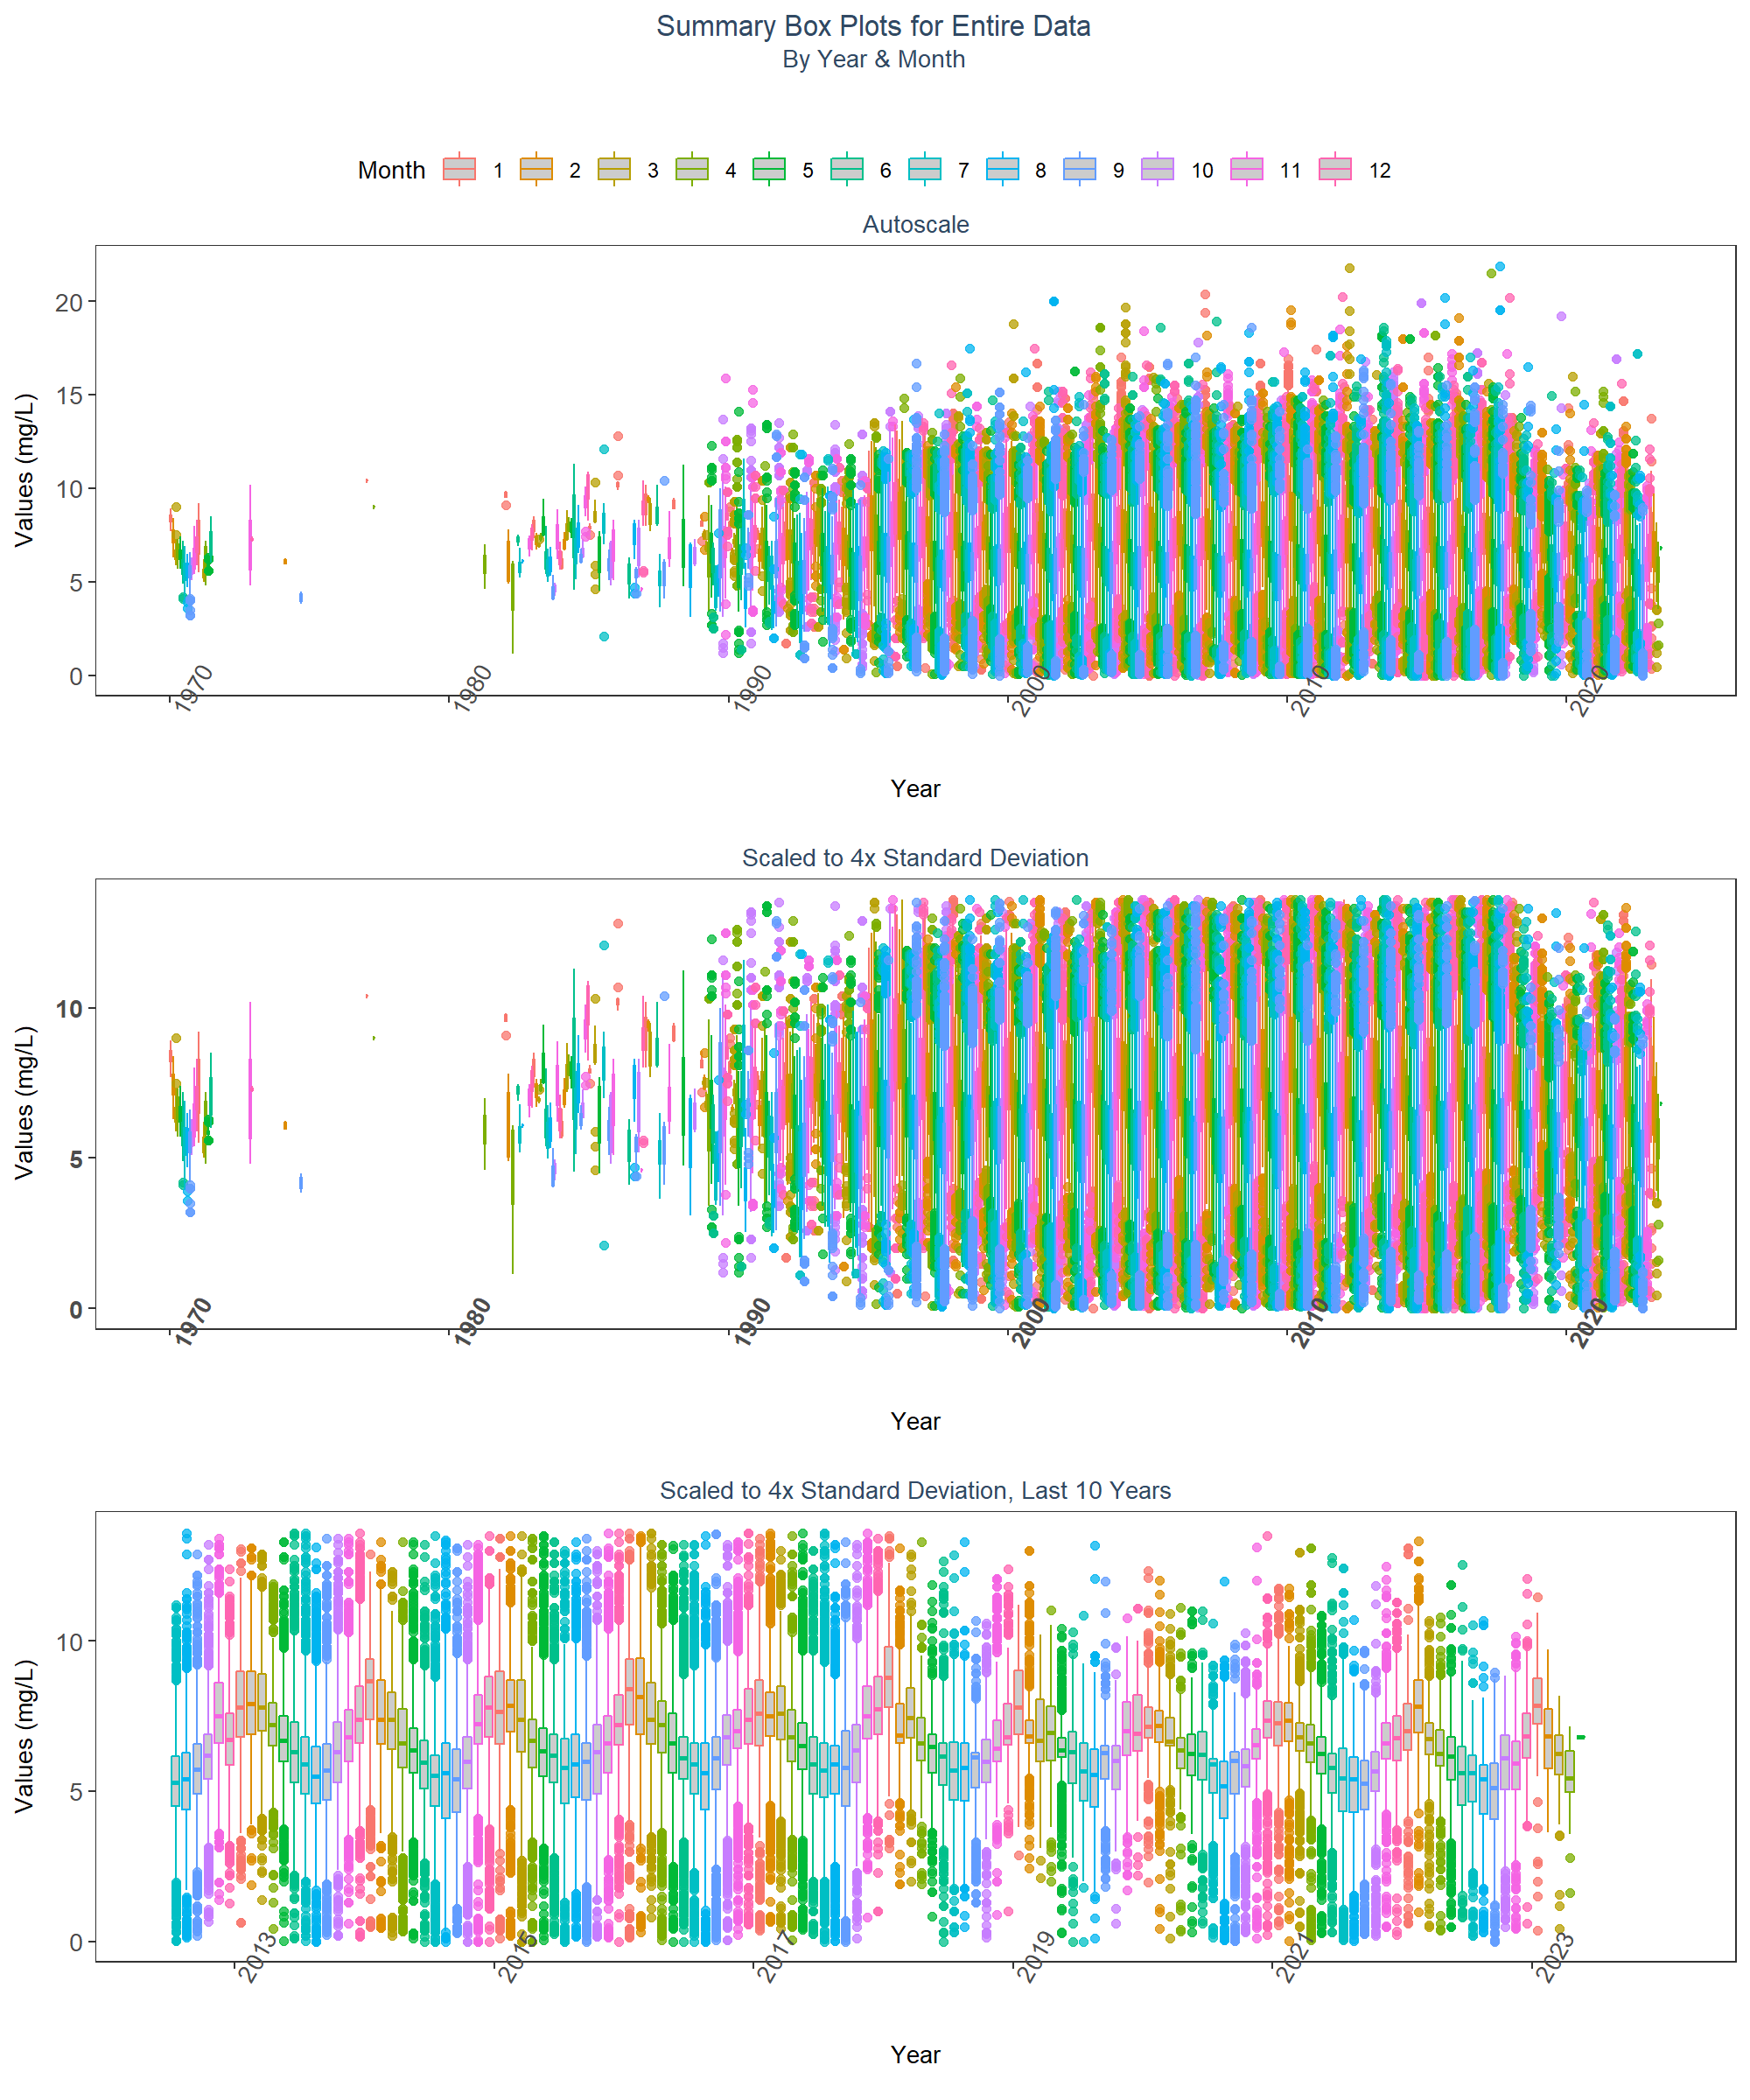 Summary Box Plots for Entire Data
By Year & Month
Month 1 2 3 4 5 6 7 8 9 10 11 12
Autoscale
Values (mg/L)
20
15
10
5
0
1970 1980 1990 2000 2010 2020
Year
Scaled to 4x Standard Deviation
Values (mg/L)
10
5
0
1970 1980 1990 2000 2010 2020
Year
Scaled to 4x Standard Deviation, Last 10 Years
Values (mg/L)
10
5
0
2013 2015 2017 2019 2021 2023
Year